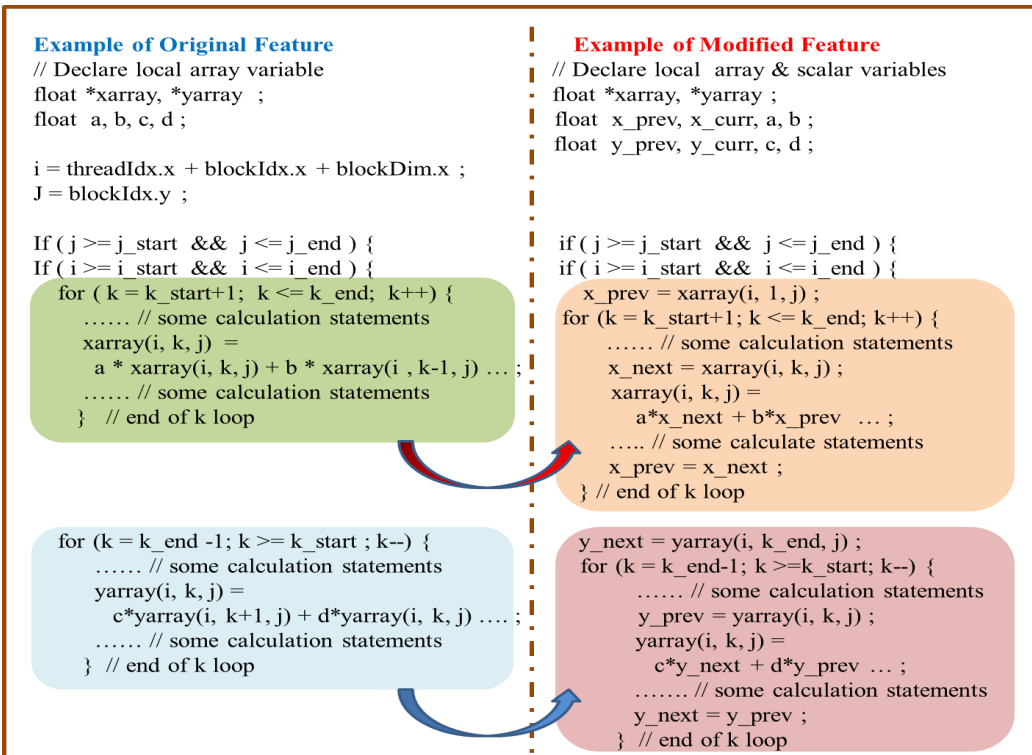 Example of Original Feature
// Declare local array variable
float *xarray, *yarray ;
float a, b, c, d ;
i = threadIdx.x + blockIdx.x + blockDim.x ;
J = blockIdx.y ;
If ( j >= j_start && j <= j_end ) {
If ( i >= i_start && i <= i_end ) {
for ( k = k_start+1; k <= k_end; k++) {
…… // some calculation statements
xarray(i, k, j) =
a * xarray(i, k, j) + b * xarray(i , k-1, j) … ;
…… // some calculation statements
} // end of k loop
for (k = k_end -1; k >= k_start ; k--) {
…… // some calculation statements
yarray(i, k, j) =
c*yarray(i, k+1, j) + d*yarray(i, k, j) …. ;
…… // some calculation statements
} // end of k loop
Example of Modified Feature
// Declare local array & scalar variables
float *xarray, *yarray ;
float x_prev, x_curr, a, b ;
float y_prev, y_curr, c, d ;
if ( j >= j_start && j <= j_end ) {
if ( i >= i_start && i <= i_end ) {
x_prev = xarray(i, 1, j) ;
for (k = k_start+1; k <= k_end; k++) {
…… // some calculation statements
x_next = xarray(i, k, j) ;
xarray(i, k, j) =
a*x_next + b*x_prev … ;
….. // some calculate statements
x_prev = x_next ;
} // end of k loop
y_next = yarray(i, k_end, j) ;
for (k = k_end-1; k >=k_start; k--) {
…… // some calculation statements
y_prev = yarray(i, k, j) ;
yarray(i, k, j) =
c*y_next + d*y_prev … ;
……. // some calculation statements
y_next = y_prev ;
} // end of k loop